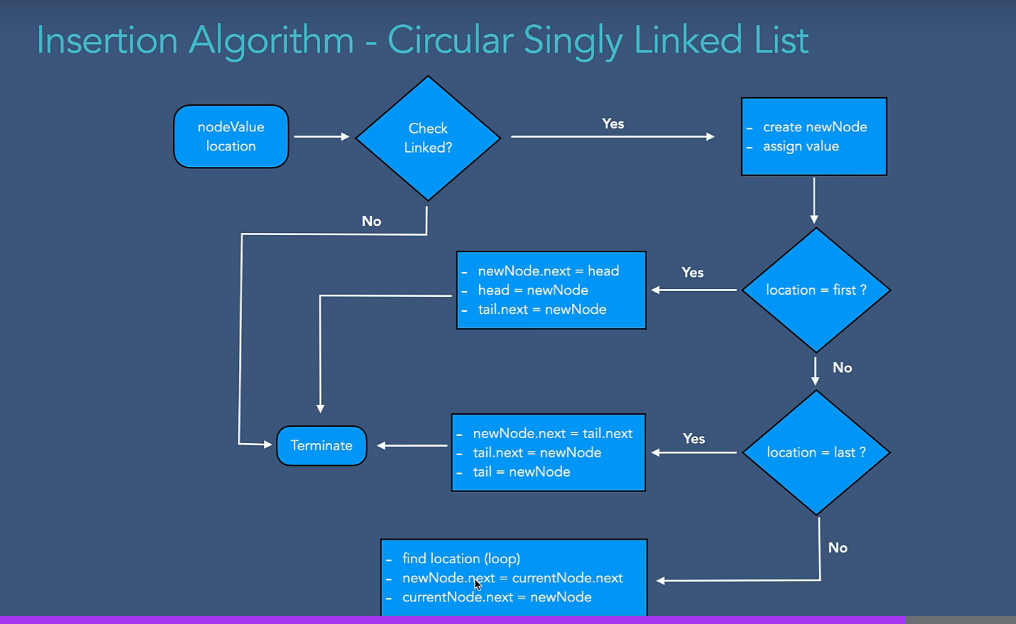 Insertion Algorithm - Circular Singly Linked List
nodeValue
location
Check
Linked?
Yes
- create newNode
- assign value
No
- newNode.next = head
- head = newNode
- tail.next = newNode
Yes
location = first ?
No
Terminate
- newNode.next = tail.next
- tail.next = newNode
- tail = newNode
Yes
location = last ?
No
- find location (loop)
- newNode.next = currentNode.next
- currentNode.next = newNode